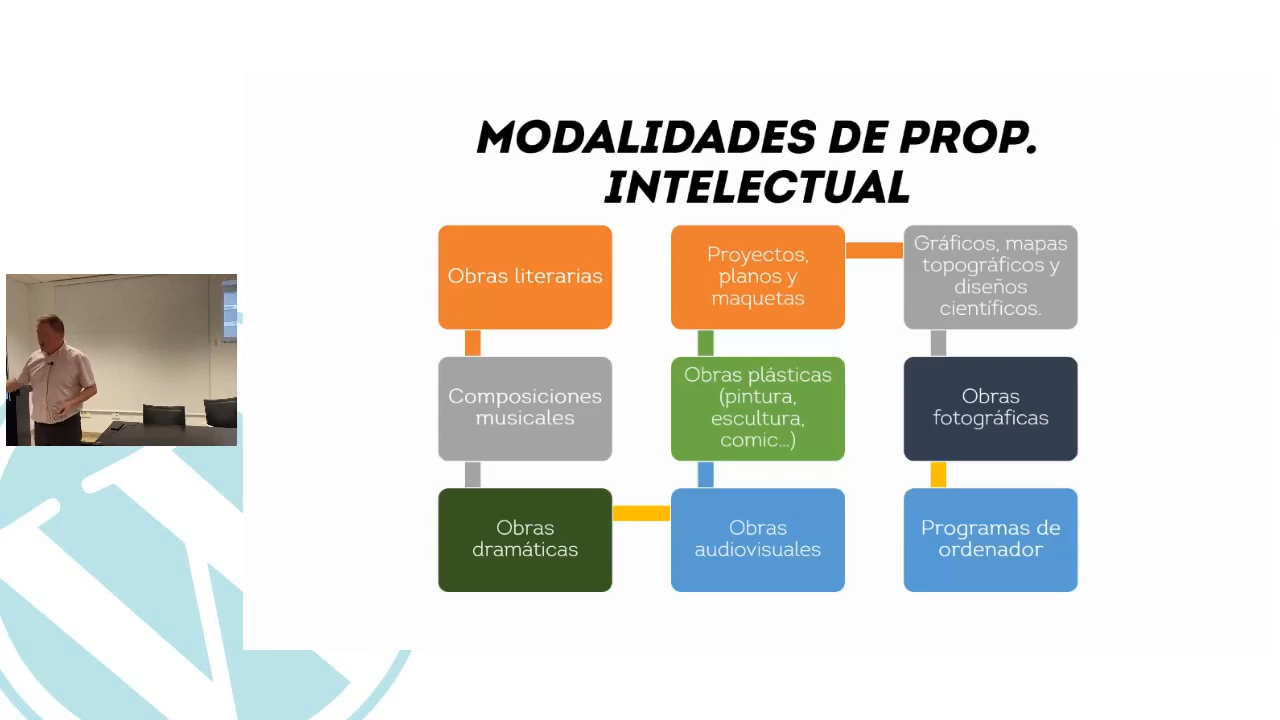 MODALIDADES DE PROP.
INTELECTUAL
Obras literarias
Composiciones
musicales
Obras
dramáticas
Obras
audiovisuales
Obras plásticas
(pintura,
escultura,
comic...)
Proyectos,
planos y
maquetas
Gráficos, mapas
topográficos y
diseños
científicos.
Obras
fotográficas
Programas de
ordenador